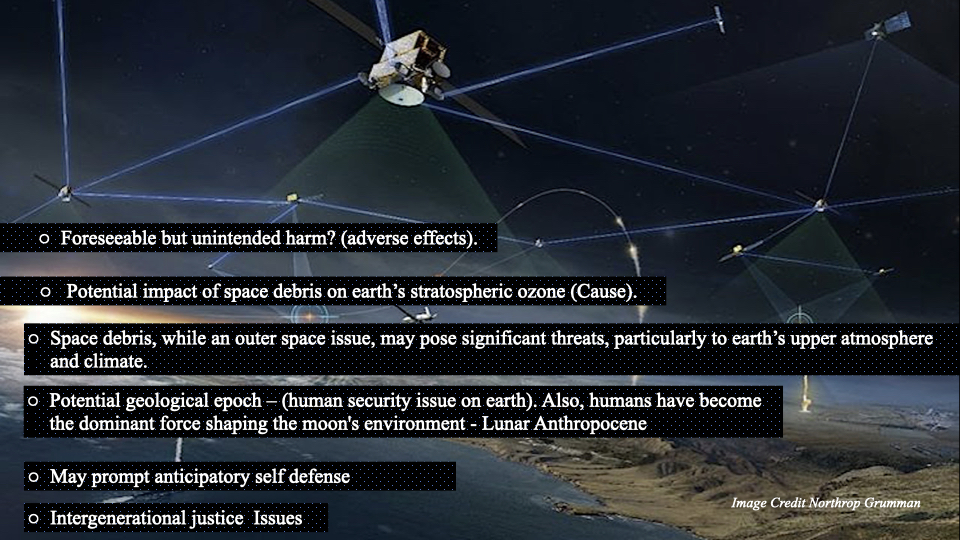 ○ Foreseeable but unintended harm? (adverse effects).
○ Potential impact of space debris on earth’s stratospheric ozone (Cause).
○ Space debris, while an outer space issue, may pose significant threats, particularly to earth’s upper atmosphere
and climate.
○ Potential geological epoch – (human security issue on earth). Also, humans have become
the dominant force shaping the moon's environment - Lunar Anthropocene
○ May prompt anticipatory self defense
○ Intergenerational justice Issues
Image Credit Northrop Grumman